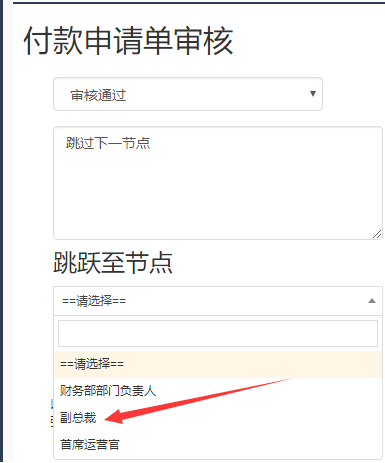 付款申请单审核
审核通过
跳过下一节点
跳跃至节点
==请选择==
==请选择==
财务部部门负责人
副总裁
首席运营官